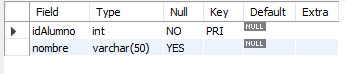 Field Type Null Key Default Extra
idAlumno int NO PRI NULL
nombre varchar(50) YES NULL